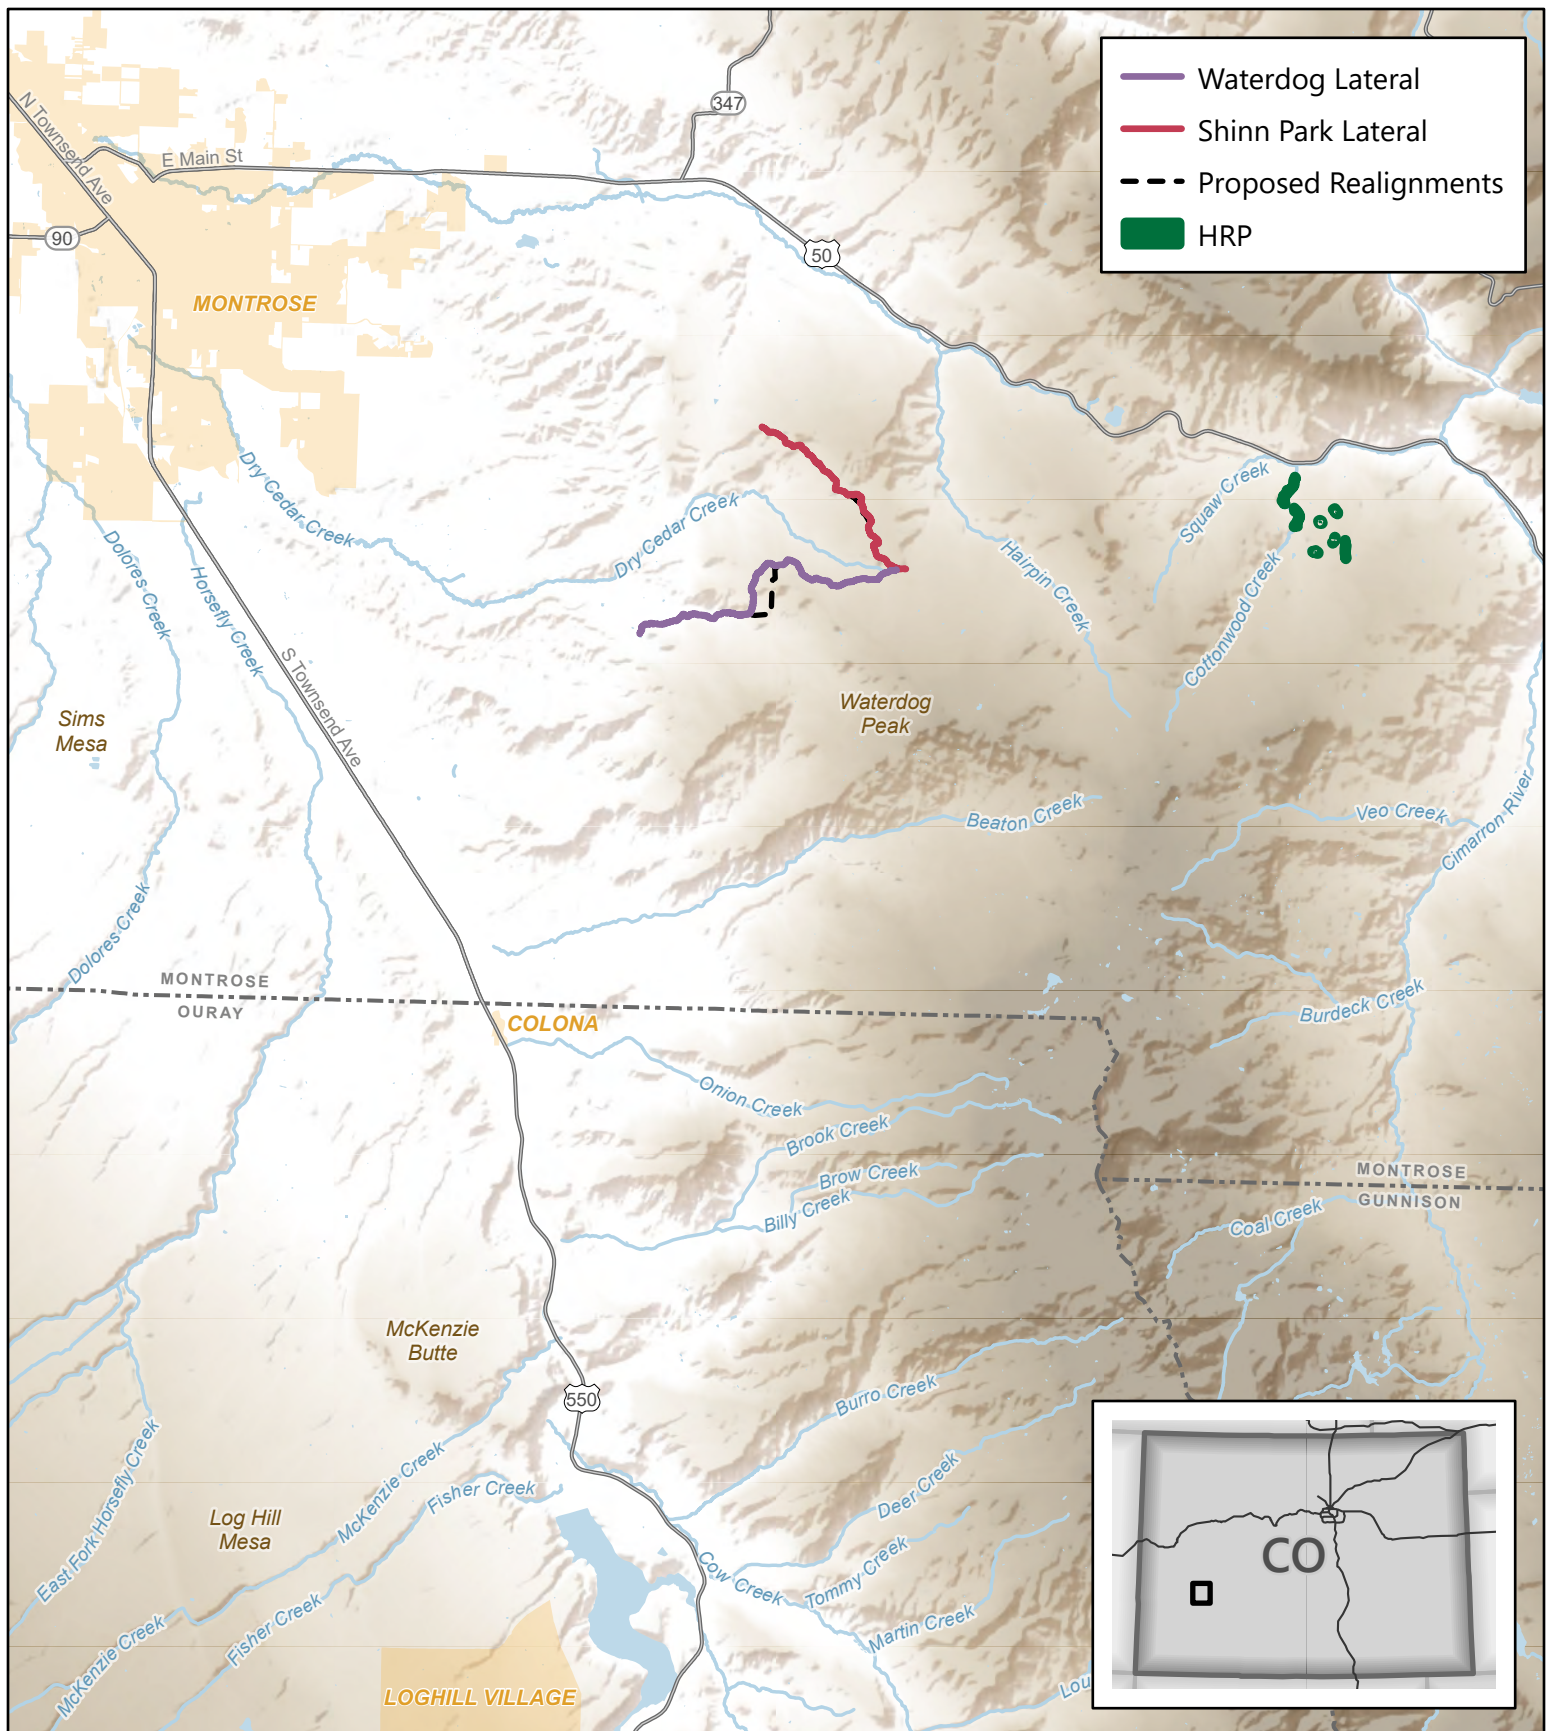 Waterdog Lateral
Shinn Park Lateral
Proposed Realignments
HRP
347
N Townsend Ave
E Main St
90
50
MONTROSE
Dry Cedar Creek
Dry Cedar Creek
Squaw Creek
Dolores Creek
Horsefly Creek
Hairpin Creek
Cottonwood Creek
S Townsend Ave
Sims
Mesa
Waterdog
Peak
Beaton Creek
Veo Creek
Cimarron River
Dolores Creek
MONTROSE
OURAY
Burdeck Creek
COLONA
Onion Creek
Brook Creek
Brow Creek
Billy Creek
MONTROSE
GUNNISON
Coal Creek
McKenzie
Butte
550
Burro Creek
East Fork Horsefly Creek
McKenzie Creek
Fisher Creek
Deer Creek
Log Hill
Mesa
Cow Creek
Tommy Creek
CO
Martin Creek
McKenzie Creek
Fisher Creek
LOGHILL VILLAGE
Lou